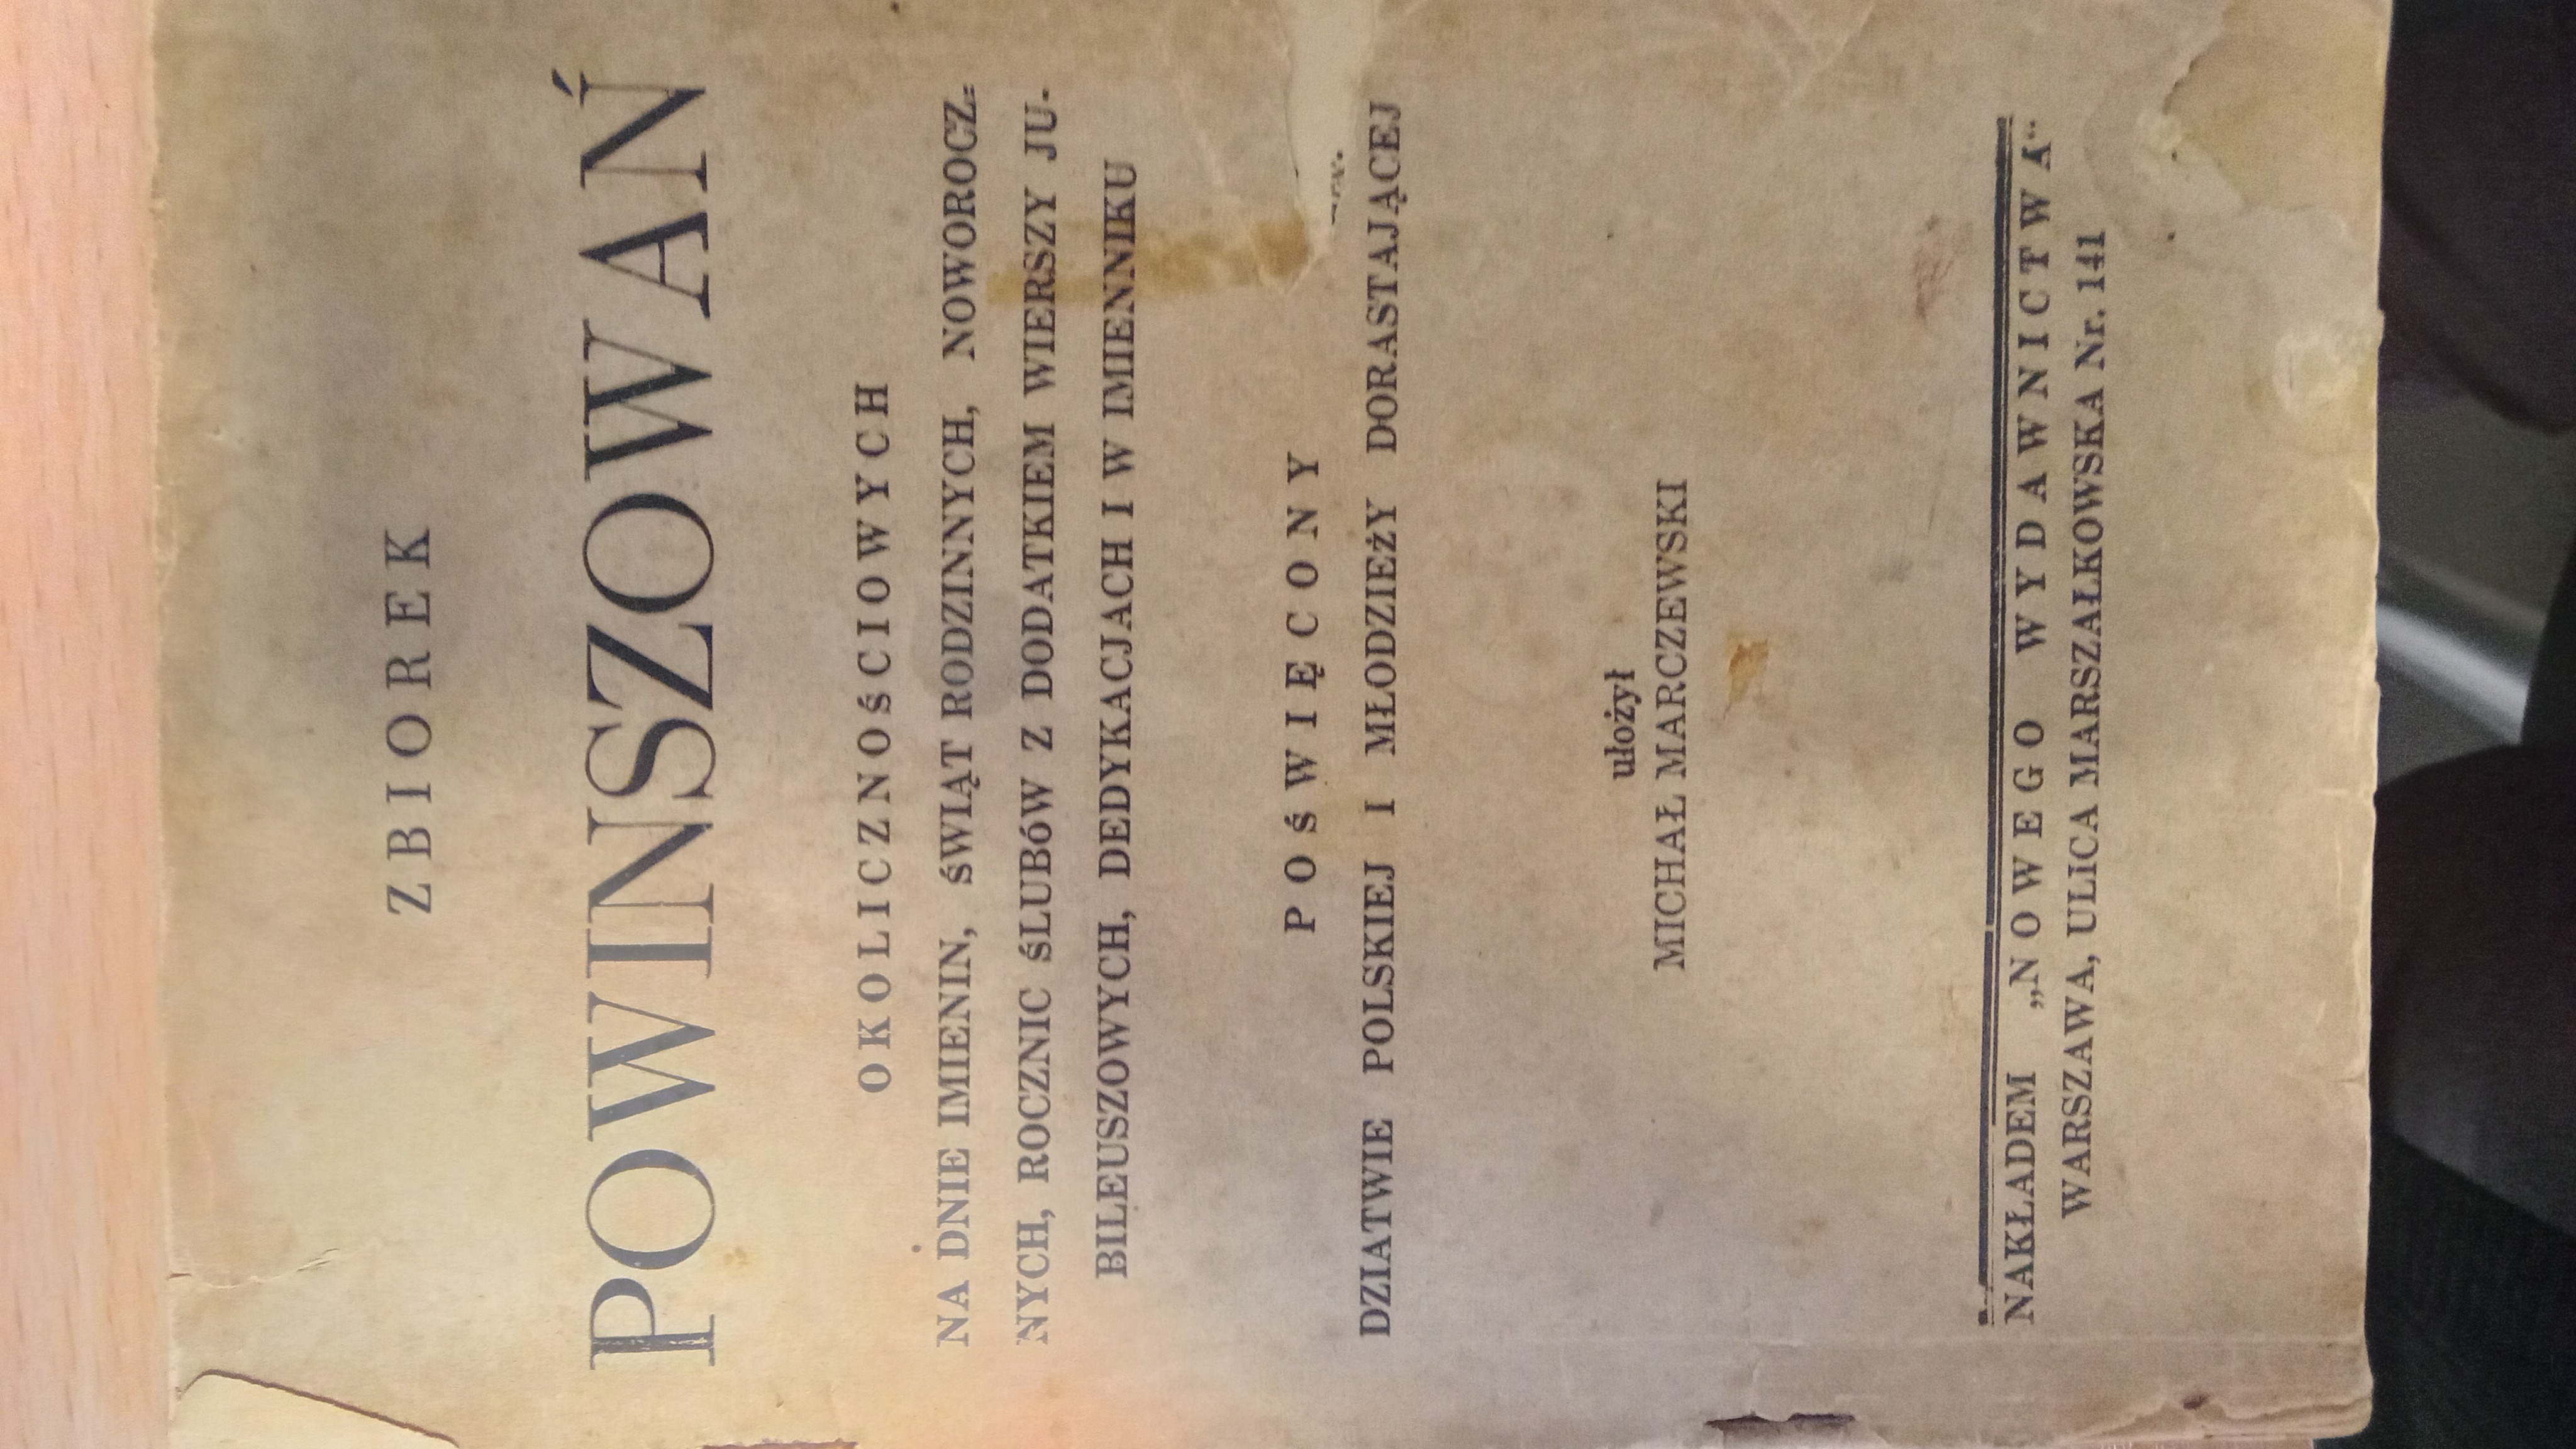 ZBIOREK
POWINSZOWAŃ
OKOLICZNOŚCIOWYCH
NA DNIE IMIENIN, ŚWIĄT RODZINNYCH, NOWOROCZ-
NYCH, ROCZNIC ŚLUBÓW Z DODATKIEM WIERSZY JU-
BILEUSZOWYCH, DEDYKACJACH I W IMIENNIKU
POŚWIĘCONY
DZIATWIE POLSKIEJ I MŁODZIEŻY DORASTAJĄCEJ
ułożył
MICHAŁ MARCZEWSKI
NAKŁADEM „NOWEGO WYDAWNICTWA“
WARSZAWA, ULICA MARSZAŁKOWSKA Nr. 141